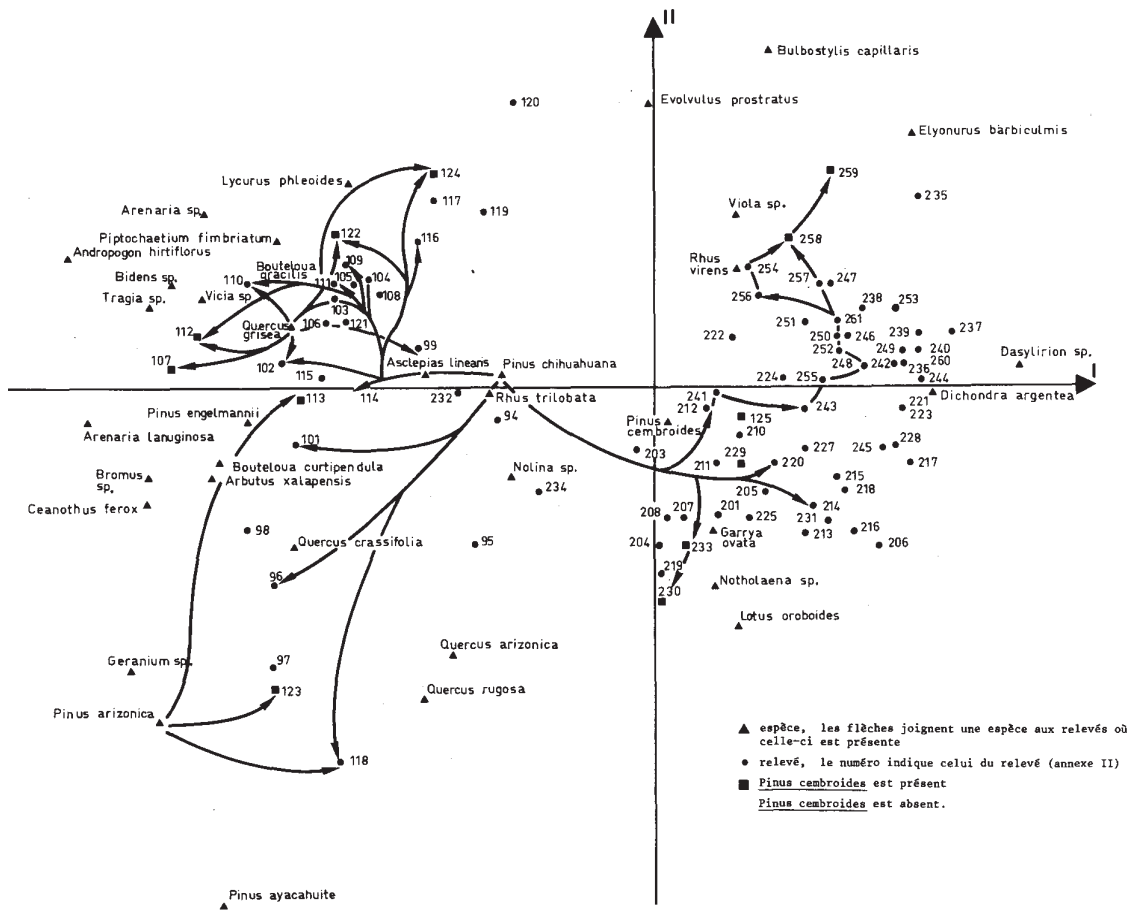 II
Bulbostylis capillaris
Evolvulus prostratus
120
Elyonurus barbiculmis
124
259
Lycurus phleoides
117
235
Arenaria sp.
119
Viola sp.
122
116
258
Piptochaetium fimbriatum
Andropogon hirtiflorus
109
Rhus
virens
254
Bouteloua
gracilis
Bidens sp.
110
111
105
104
257
247
Tragia sp.
Vicia sp
108
256
103
238
253
Quercus
grisea
106
121
251
261
112
222
250
246
239
237
99
252
249
240
107
102
Asclepias linearis
Pinus chihuahuana
248
242
260
236
Dasylirion sp.
115
224
255
244
I
113
114
232
Rhus trilobata
241
Dichondra argentea
212
243
221
223
Pinus engelmannii
94
Pinus
cembroides
125
Arenaria lanuginosa
210
101
203
227
245
228
Bouteloua curtipendula
211
229
220
217
Bromus
sp.
Arbutus xalapensis
Nolina sp.
215
234
205
218
Ceanothus ferox
214
208
207
201
225
231
98
Garrya
ovata
213
216
Quercus crassifolia
95
204
233
206
96
219
230
Notholaena sp.
Lotus oroboides
Geranium sp.
97
Quercus arizonica
123
Quercus rugosa
Pinus arizonica
118
espèce, les flèches joignent une espèce aux relevés où
celle-ci est présente
relevé, le numéro indique celui du relevé (annexe II)
Pinus cembroides est présent
Pinus cembroides est absent.
Pinus ayacahuite